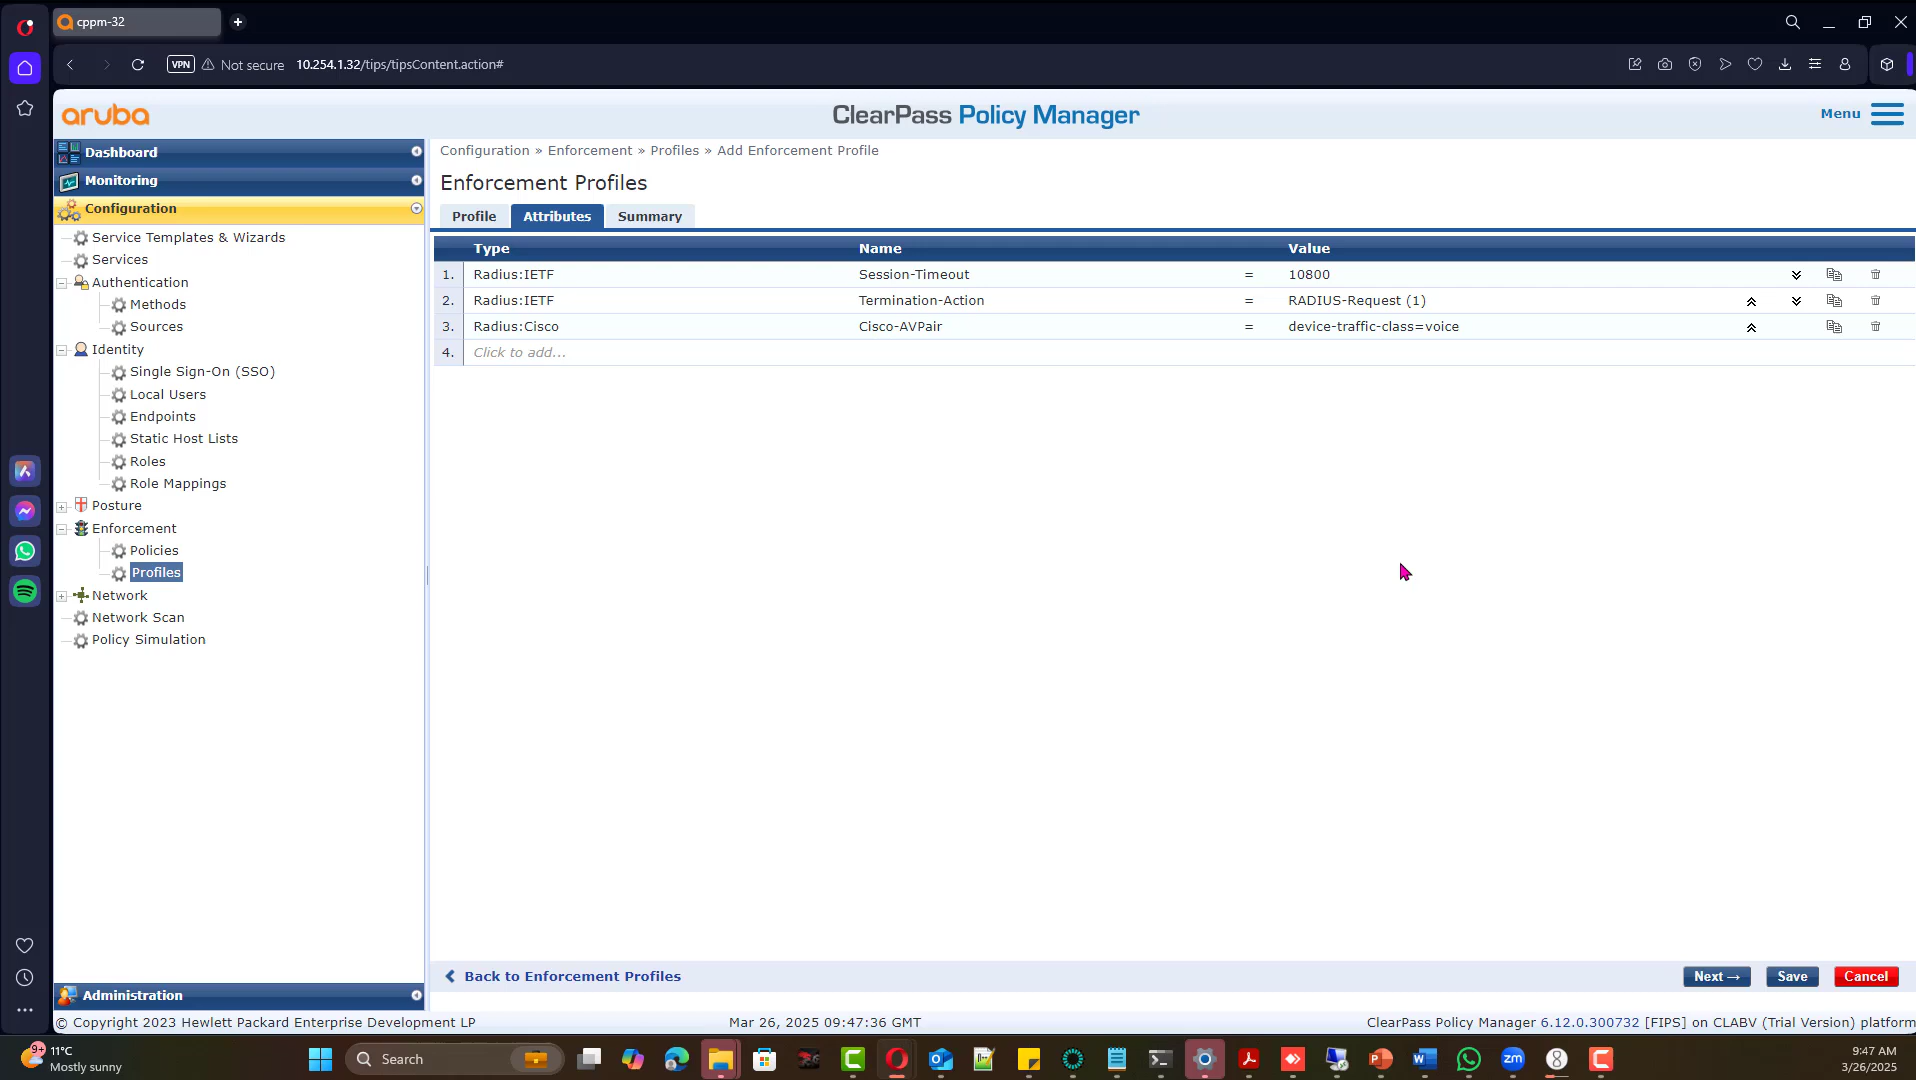 cppm-32
VPN Not secure 10.254.1.32/tips/tipsContent.action#
aruba
ClearPass Policy Manager
Menu
Dashboard
Monitoring
Configuration
Service Templates & Wizards
Services
Authentication
Methods
Sources
Identity
Single Sign-On (SSO)
Local Users
Endpoints
Static Host Lists
Roles
Role Mappings
Posture
Enforcement
Policies
Profiles
Network
Network Scan
Policy Simulation
Administration
Configuration » Enforcement » Profiles » Add Enforcement Profile
Enforcement Profiles
Profile Attributes Summary
Type Name Value
1. Radius:IETF Session-Timeout = 10800
2. Radius:IETF Termination-Action = RADIUS-Request (1)
3. Radius:Cisco Cisco-AVPair = device-traffic-class=voice
4. Click to add...
Back to Enforcement Profiles
Next → Save Cancel
© Copyright 2023 Hewlett Packard Enterprise Development LP Mar 26, 2025 09:47:36 GMT ClearPass Policy Manager 6.12.0.300732 [FIPS] on CLABV (Trial Version) platform
9+ 11°C
Mostly sunny
Search
zm
9:47 AM
3/26/2025